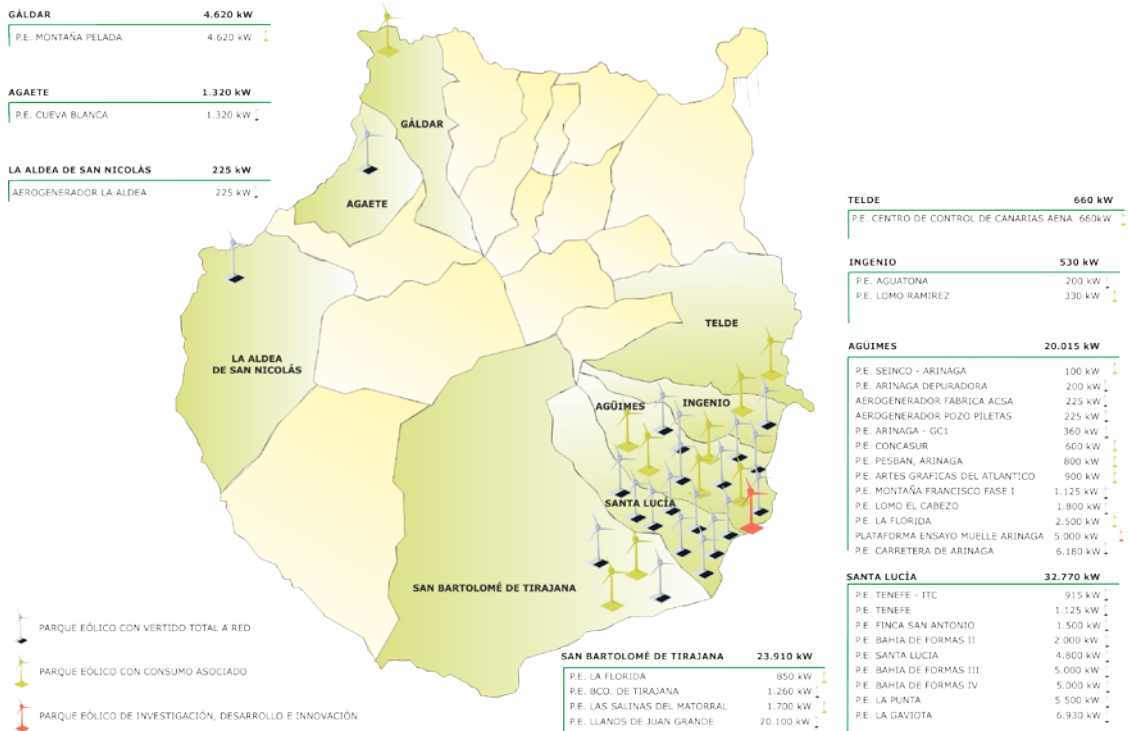 GÁLDAR 4.620 kW
P.E. MONTAÑA PELADA 4.620 kW
AGAETE 1.320 kW
P.E. CUEVA BLANCA 1.320 kW
LA ALDEA DE SAN NICOLÁS 225 kW
AEROGENERADOR LA ALDEA 225 kW
GÁLDAR
AGAETE
LA ALDEA
DE SAN NICOLÁS
TELDE
AGÜIMES
INGENIO
SANTA LUCÍA
SAN BARTOLOMÉ DE TIRAJANA
TELDE 660 kW
P.E. CENTRO DE CONTROL DE CANARIAS AENA 660kW
INGENIO 530 kW
P.E. AGUATONA 200 kW
P.E. LOMO RAMIREZ 330 kW
AGÜIMES 20.015 kW
P.E. SEINCO - ARINAGA 100 kW
P.E. ARINAGA DEPURADORA 200 kW
AEROGENERADOR FABRICA ACSA 225 kW
AEROGENERADOR POZO PILETAS 225 kW
P.E. ARINAGA - GC1 360 kW
P.E. CONCASUR 600 kW
P.E. PESBAN, ARINAGA 800 kW
P.E. ARTES GRAFICAS DEL ATLANTICO 900 kW
P.E. MONTAÑA FRANCISCO FASE I 1.125 kW
P.E. LOMO EL CABEZO 1.800 kW
P.E. LA FLORIDA 2.500 kW
PLATAFORMA ENSAYO MUELLE ARINAGA 5.000 kW
P.E. CARRETERA DE ARINAGA 6.180 kW
SANTA LUCÍA 32.770 kW
P.E. TENEFE - ITC 915 kW
P.E. TENEFE 1.125 kW
P.E. FINCA SAN ANTONIO 1.500 kW
P.E. BAHIA DE FORMAS II 2.000 kW
P.E. SANTA LUCIA 4.800 kW
P.E. BAHIA DE FORMAS III 5.000 kW
P.E. BAHIA DE FORMAS IV 5.000 kW
P.E. LA PUNTA 5.500 kW
P.E. LA GAVIOTA 6.930 kW
SAN BARTOLOMÉ DE TIRAJANA 23.910 kW
P.E. LA FLORIDA 850 kW
P.E. BCO. DE TIRAJANA 1.260 kW
P.E. LAS SALINAS DEL MATORRAL 1.700 kW
P.E. LLANOS DE JUAN GRANDE 20.100 kW
PARQUE EÓLICO CON VERTIDO TOTAL A RED
PARQUE EÓLICO CON CONSUMO ASOCIADO
PARQUE EÓLICO DE INVESTIGACIÓN, DESARROLLO E INNOVACIÓN